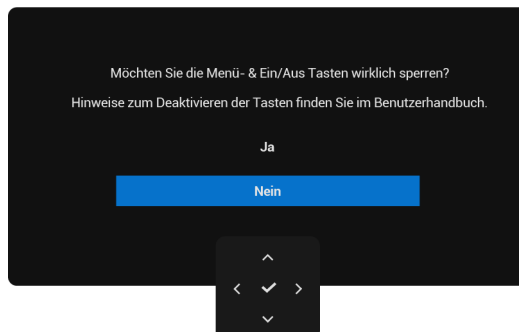 Möchten Sie die Menü- & Ein/Aus Tasten wirklich sperren?
Hinweise zum Deaktivieren der Tasten finden Sie im Benutzerhandbuch.
Ja
Nein